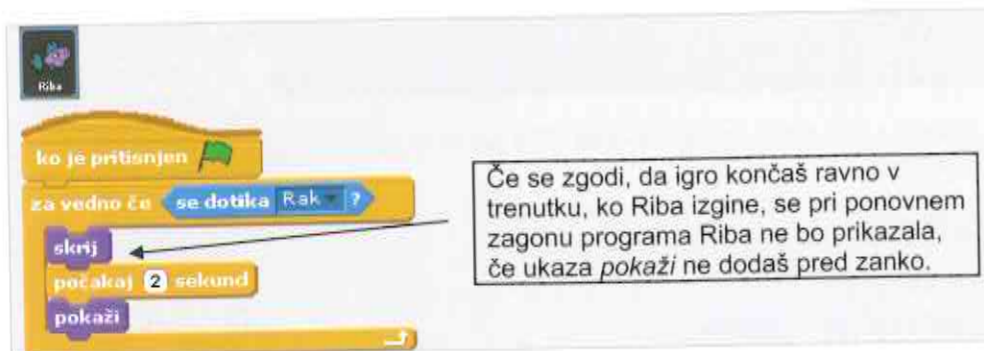 Riba
ko je pritisnjen
za vedno če se dotika Rak ?
skrij
počakaj 2 sekund
pokaži
Če se zgodi, da igro končaš ravno v
trenutku, ko Riba izgine, se pri ponovnem
zagonu programa Riba ne bo prikazala,
če ukaza pokaži ne dodaš pred zanko.